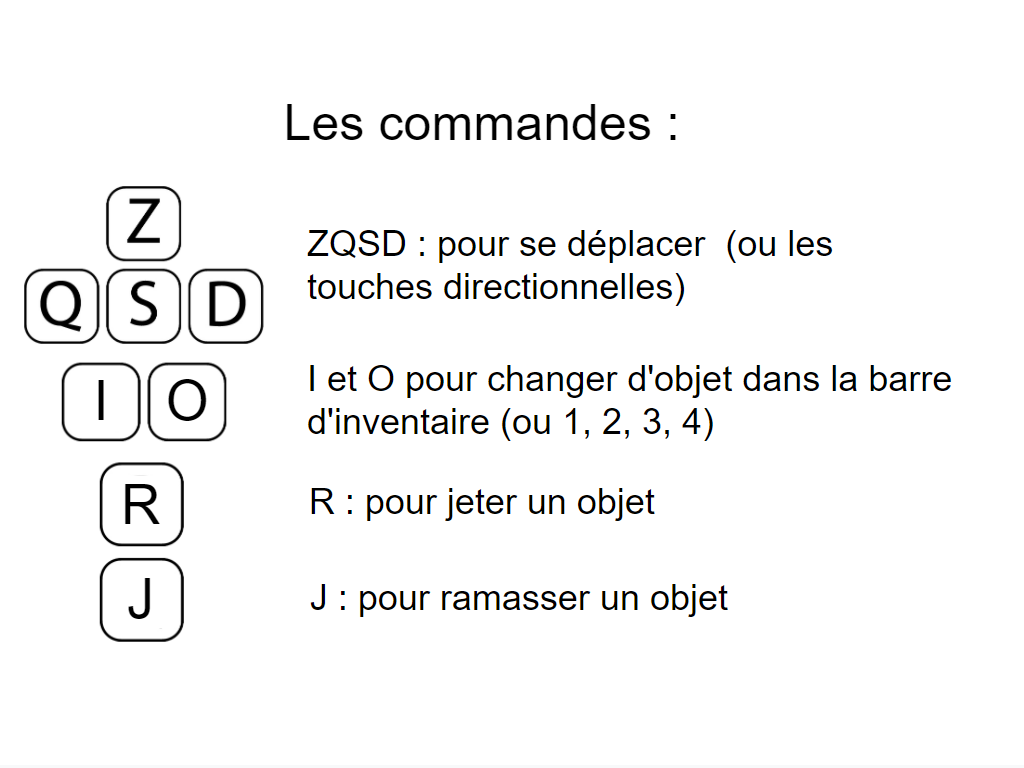 Les commandes :
Z
ZQSD : pour se déplacer (ou les
touches directionnelles)
Q S D
I et O pour changer d'objet dans la barre
d'inventaire (ou 1, 2, 3, 4)
I O
R
R : pour jeter un objet
J
J : pour ramasser un objet